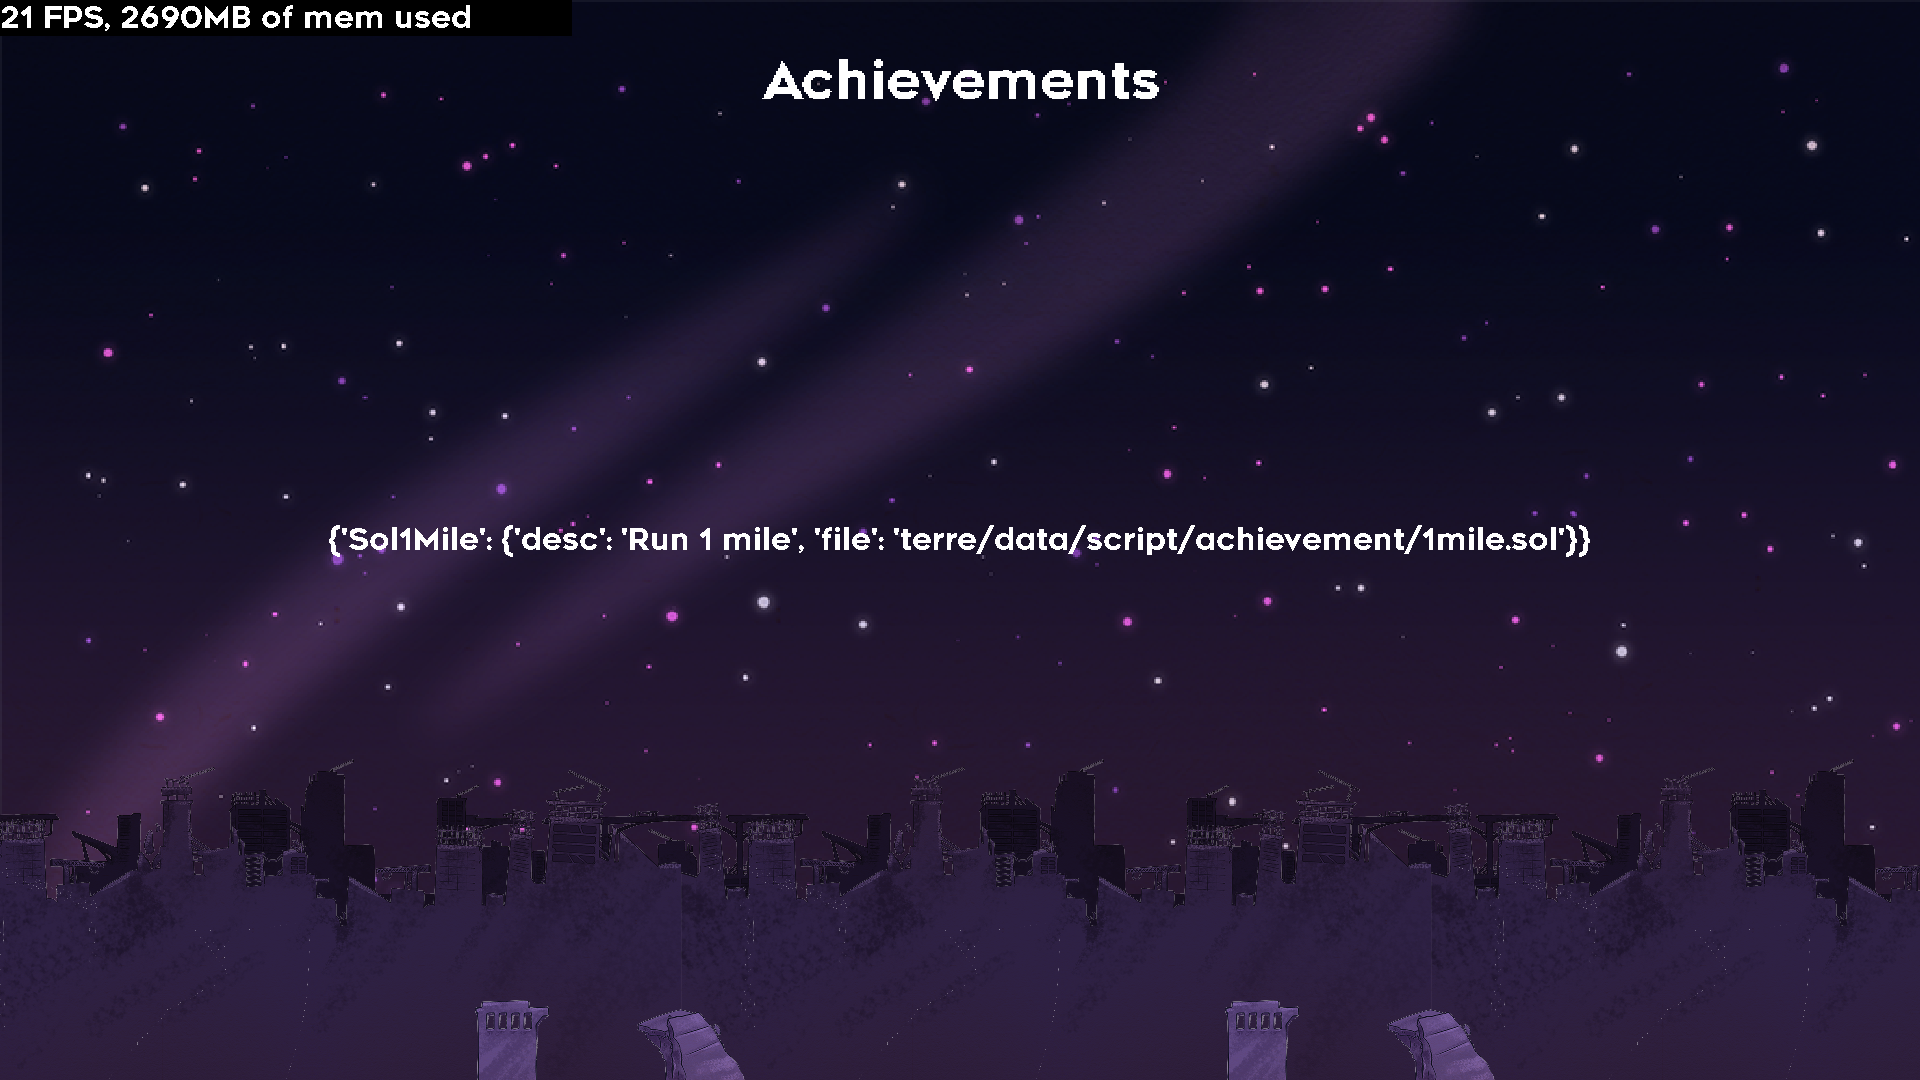 21 FPS, 2690MB of mem used
Achievements
{'Sol1Mile': {'desc': 'Run 1 mile', 'file': 'terre/data/script/achievement/1mile.sol'}}